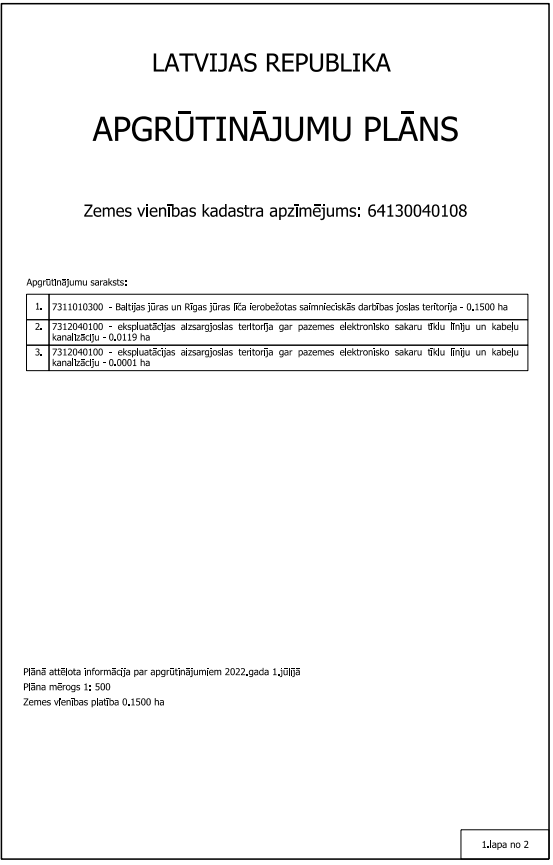 LATVIJAS REPUBLIKA
APGRŪTINĀJUMU PLĀNS
Zemes vienības kadastra apzīmējums: 64130040108
Apgrūtinājumu saraksts:
1. 7311010300 - Baltijas jūras un Rīgas jūras līča ierobežotas saimnieciskās darbības joslas teritorija - 0.1500 ha
2. 7312040100 - ekspluatācijas aizsargjoslas teritorija gar pazemes elektronisko sakaru tīklu līniju un kabeļu
kanalizāciju - 0.0119 ha
3. 7312040100 - ekspluatācijas aizsargjoslas teritorija gar pazemes elektronisko sakaru tīklu līniju un kabeļu
kanalizāciju - 0.0001 ha
Plānā attēlota informācija par apgrūtinājumiem 2022.gada 1.jūlijā
Plāna mērogs 1: 500
Zemes vienības platība 0.1500 ha
1.lapa no 2